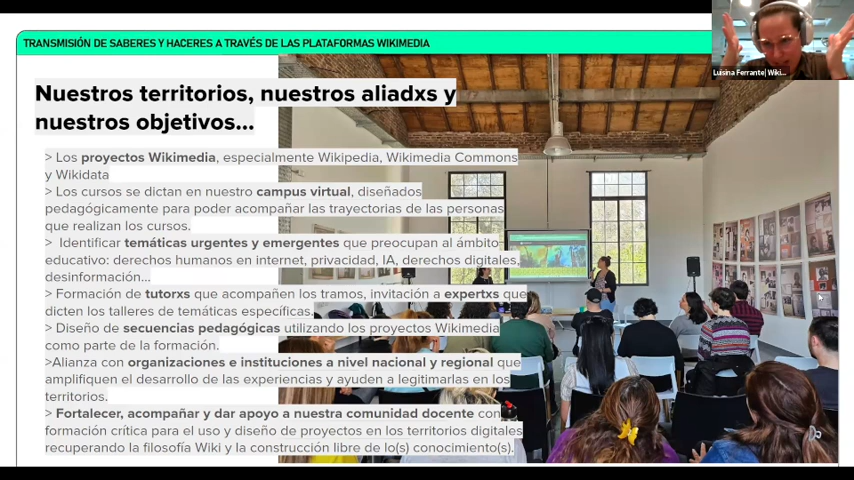 TRANSMISIÓN DE SABERES Y HACERES A TRAVÉS DE LAS PLATAFORMAS WIKIMEDIA
Luisina Ferrante| Wiki...
Nuestros territorios, nuestros aliadxs y
nuestros objetivos...
> Los proyectos Wikimedia, especialmente Wikipedia, Wikimedia Commons
y Wikidata
> Los cursos se dictan en nuestro campus virtual, diseñados
pedagógicamente para poder acompañar las trayectorias de las personas
que realizan los cursos.
> Identificar temáticas urgentes y emergentes que preocupan al ámbito
educativo: derechos humanos en internet, privacidad, IA, derechos digitales,
desinformación...
> Formación de tutorxs que acompañen los tramos, invitación a expertxs que
dicten los talleres de temáticas específicas.
> Diseño de secuencias pedagógicas utilizando los proyectos Wikimedia
como parte de la formación.
>Alianza con organizaciones e instituciones a nivel nacional y regional que
amplifiquen el desarrollo de las experiencias y ayuden a legitimarlas en los
territorios.
> Fortalecer, acompañar y dar apoyo a nuestra comunidad docente con
formación crítica para el uso y diseño de proyectos en los territorios digitales
recuperando la filosofía Wiki y la construcción libre de lo(s) conocimiento(s).